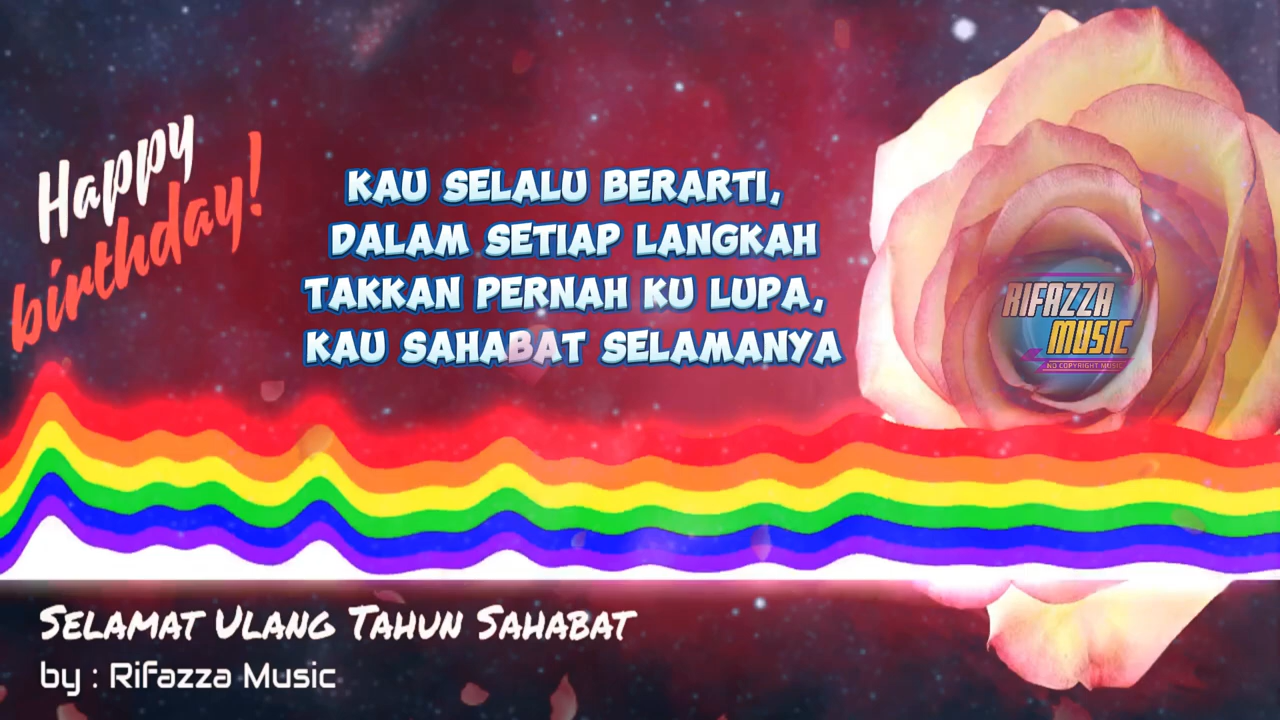 Happy
birthday!
KAU SELALU BERARTI,
DALAM SETIAP LANGKAH
TAKKAN PERNAH KU LUPA,
KAU SAHABAT SELAMANYA
RIFAZZA
MUSIC
NO COPYRIGHT MUSIC
Selamat Ulang Tahun Sahabat
by : Rifazza Music